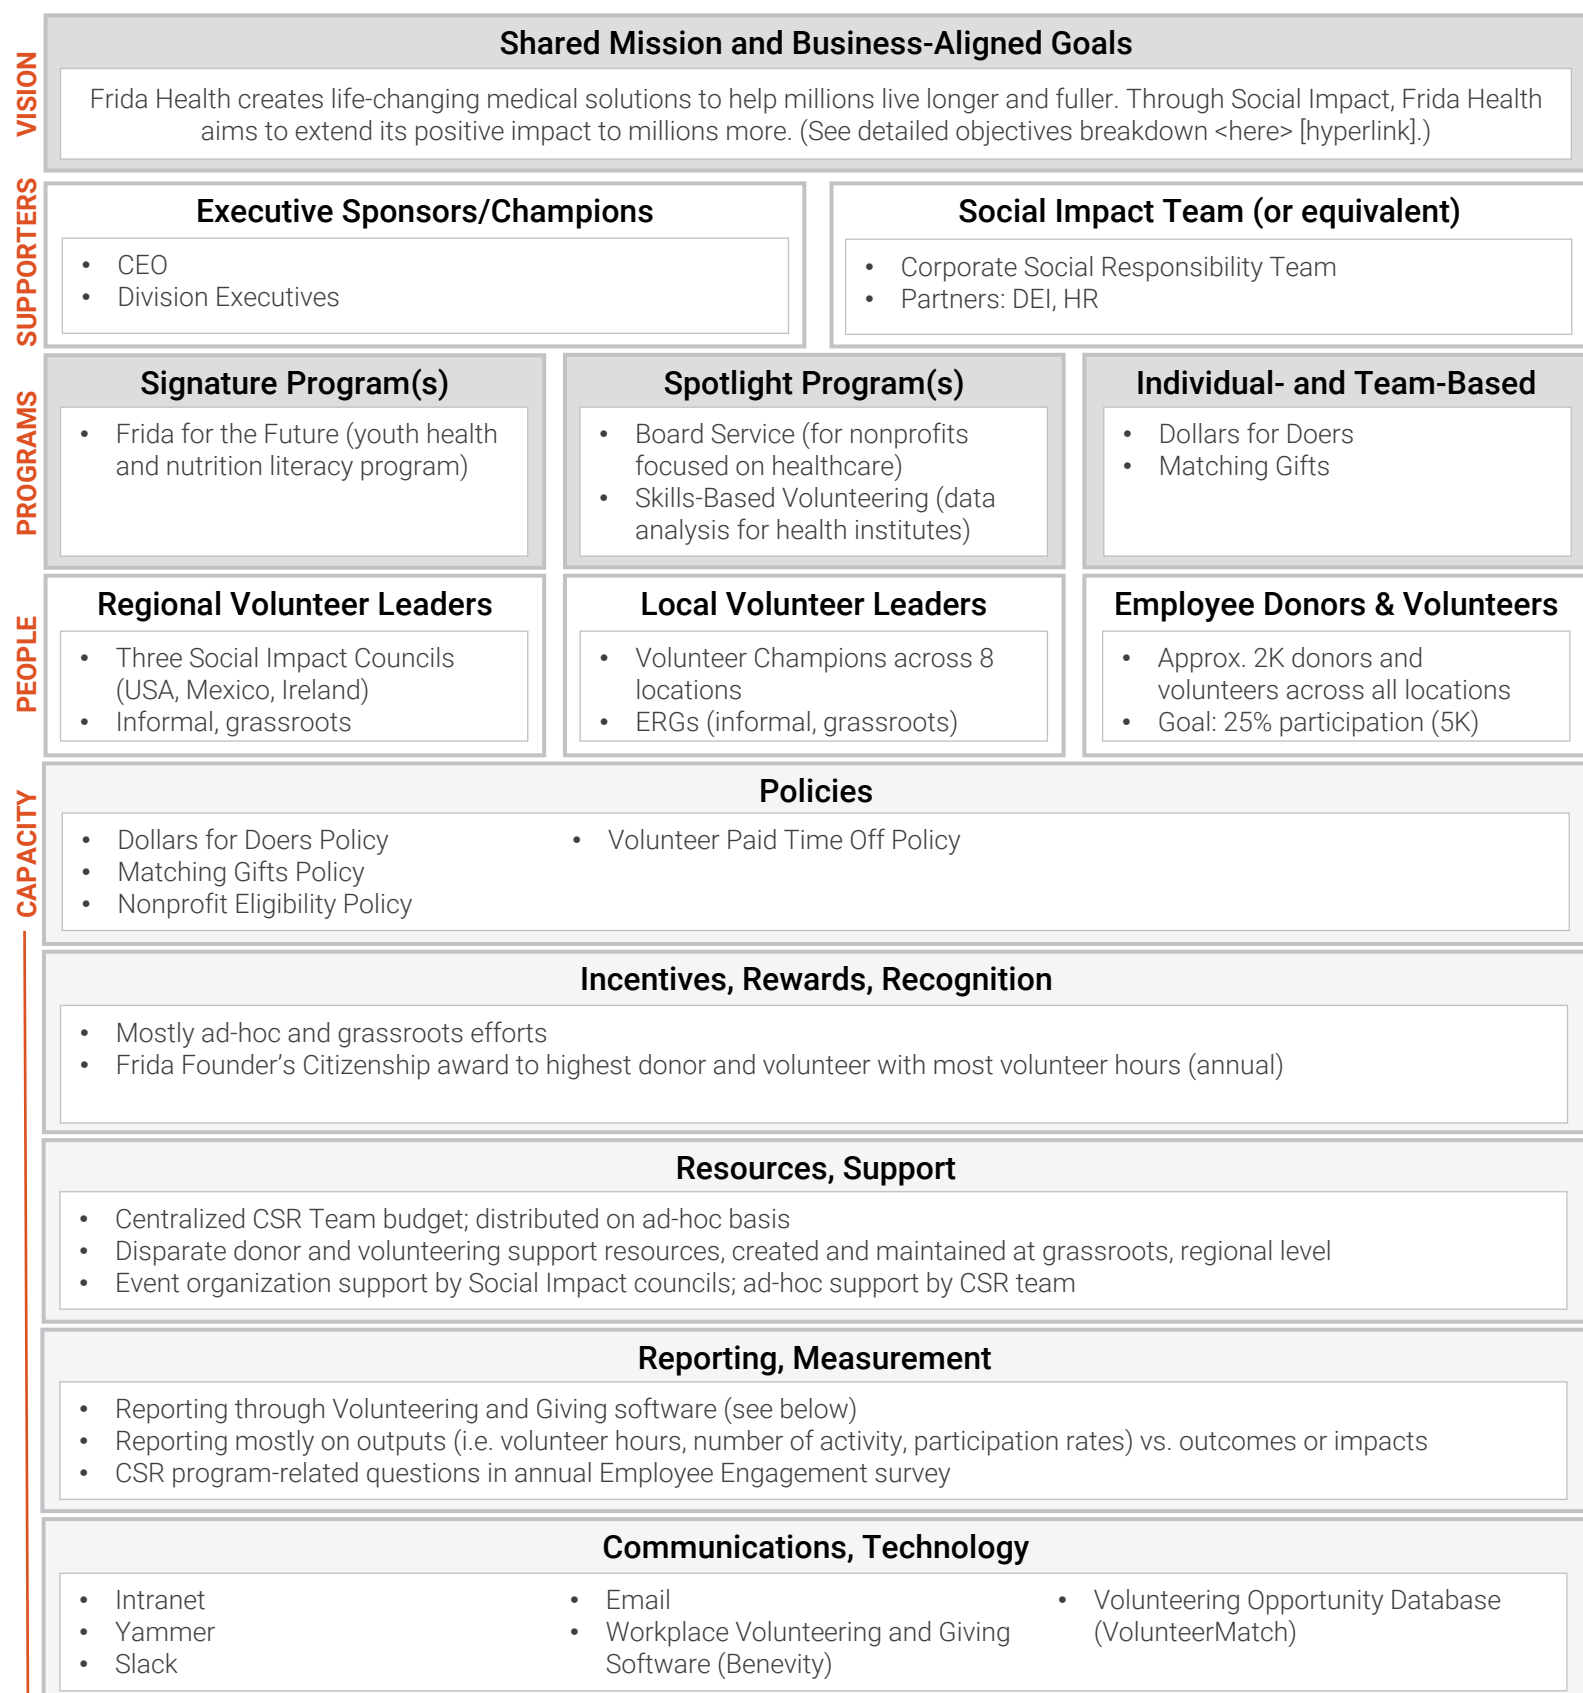 VISION
Shared Mission and Business-Aligned Goals
Frida Health creates life-changing medical solutions to help millions live longer and fuller. Through Social Impact, Frida Health
aims to extend its positive impact to millions more. (See detailed objectives breakdown <here> [hyperlink].)
SUPPORTERS
Executive Sponsors/Champions
• CEO
• Division Executives
Social Impact Team (or equivalent)
• Corporate Social Responsibility Team
• Partners: DEI, HR
PROGRAMS
Signature Program(s)
• Frida for the Future (youth health
and nutrition literacy program)
Spotlight Program(s)
• Board Service (for nonprofits
focused on healthcare)
• Skills-Based Volunteering (data
analysis for health institutes)
Individual- and Team-Based
• Dollars for Doers
• Matching Gifts
PEOPLE
Regional Volunteer Leaders
• Three Social Impact Councils
(USA, Mexico, Ireland)
• Informal, grassroots
Local Volunteer Leaders
• Volunteer Champions across 8
locations
• ERGs (informal, grassroots)
Employee Donors & Volunteers
• Approx. 2K donors and
volunteers across all locations
• Goal: 25% participation (5K)
CAPACITY
Policies
• Dollars for Doers Policy
• Matching Gifts Policy
• Nonprofit Eligibility Policy
• Volunteer Paid Time Off Policy
Incentives, Rewards, Recognition
• Mostly ad-hoc and grassroots efforts
• Frida Founder’s Citizenship award to highest donor and volunteer with most volunteer hours (annual)
Resources, Support
• Centralized CSR Team budget; distributed on ad-hoc basis
• Disparate donor and volunteering support resources, created and maintained at grassroots, regional level
• Event organization support by Social Impact councils; ad-hoc support by CSR team
Reporting, Measurement
• Reporting through Volunteering and Giving software (see below)
• Reporting mostly on outputs (i.e. volunteer hours, number of activity, participation rates) vs. outcomes or impacts
• CSR program-related questions in annual Employee Engagement survey
Communications, Technology
• Intranet
• Yammer
• Slack
• Email
• Workplace Volunteering and Giving
Software (Benevity)
• Volunteering Opportunity Database
(VolunteerMatch)